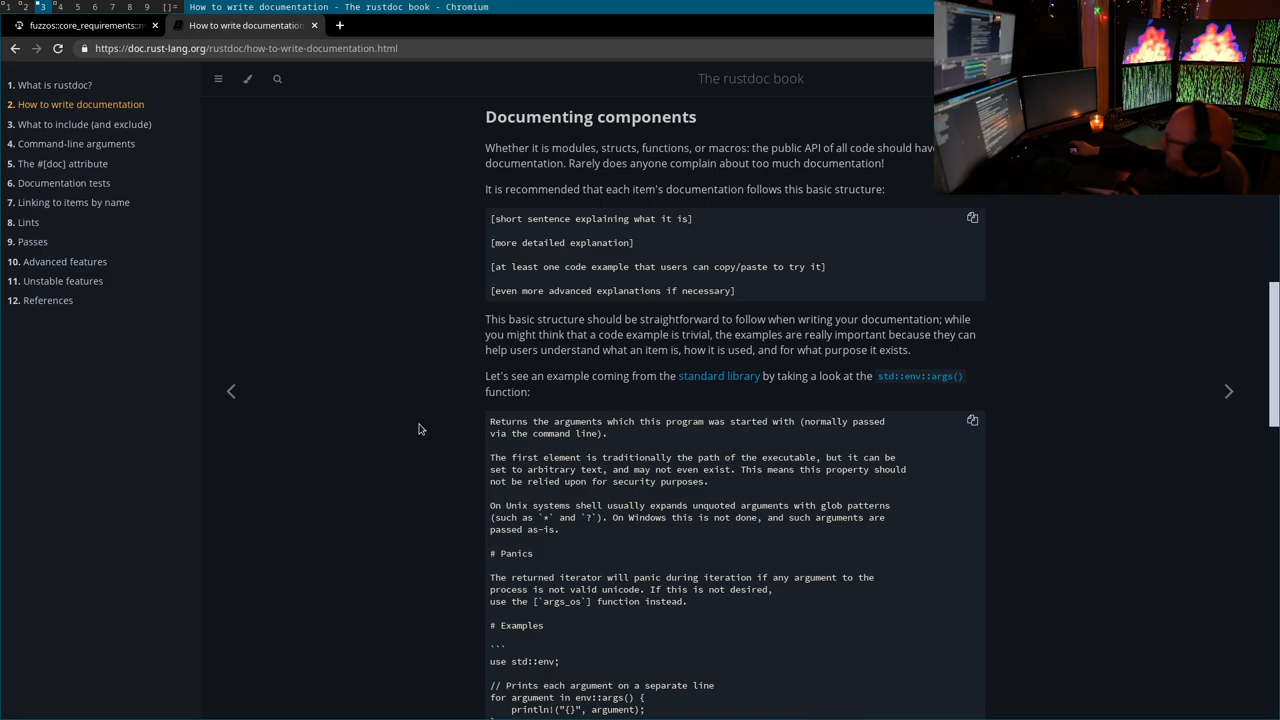 1 2 3 4 5 6 7 8 9 []= How to write documentation - The rustdoc book - Chromium
fuzzos::core_requirements::m × How to write documentation × +
https://doc.rust-lang.org/rustdoc/how-to-write-documentation.html
The rustdoc book
1. What is rustdoc?
2. How to write documentation
3. What to include (and exclude)
4. Command-line arguments
5. The #[doc] attribute
6. Documentation tests
7. Linking to items by name
8. Lints
9. Passes
10. Advanced features
11. Unstable features
12. References
Documenting components
Whether it is modules, structs, functions, or macros: the public API of all code should have
documentation. Rarely does anyone complain about too much documentation!
It is recommended that each item's documentation follows this basic structure:
[short sentence explaining what it is]
[more detailed explanation]
[at least one code example that users can copy/paste to try it]
[even more advanced explanations if necessary]
This basic structure should be straightforward to follow when writing your documentation; while
you might think that a code example is trivial, the examples are really important because they can
help users understand what an item is, how it is used, and for what purpose it exists.
Let's see an example coming from the standard library by taking a look at the std::env::args()
function:
Returns the arguments which this program was started with (normally passed
via the command line).
The first element is traditionally the path of the executable, but it can be
set to arbitrary text, and may not even exist. This means this property should
not be relied upon for security purposes.
On Unix systems shell usually expands unquoted arguments with glob patterns
(such as `*` and `?`). On Windows this is not done, and such arguments are
passed as-is.
# Panics
The returned iterator will panic during iteration if any argument to the
process is not valid unicode. If this is not desired,
use the [`args_os`] function instead.
# Examples
```
use std::env;
// Prints each argument on a separate line
for argument in env::args() {
println!("{}", argument);